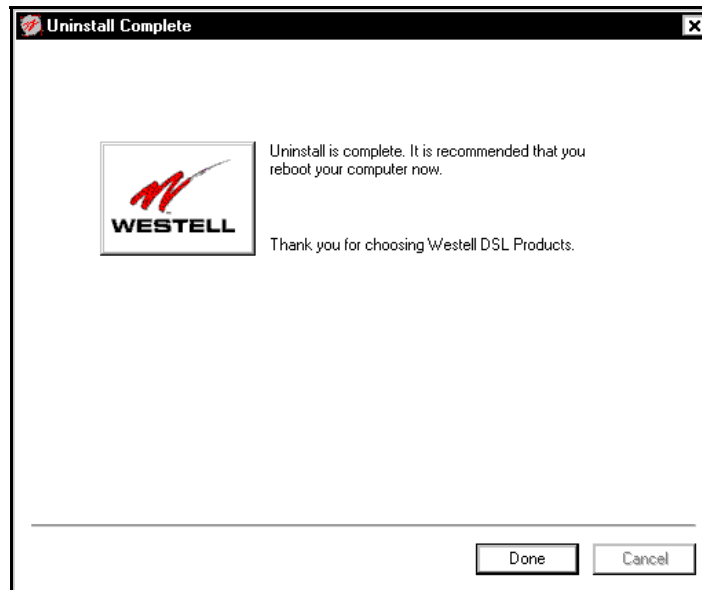 Uninstall Complete
Uninstall is complete. It is recommended that you
reboot your computer now.
WESTELL
Thank you for choosing Westell DSL Products.
Done
Cancel